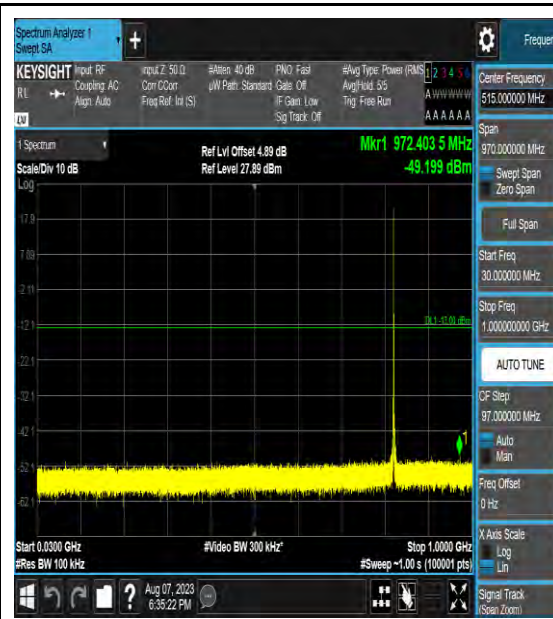 Spectrum Analyzer 1
Swept SA
+
Frequen
KEYSIGHT
Input: RF
Coupling: AC
Align: Auto
Input Z: 50 Ω
Corr CCorr
Freq Ref: Int (S)
#Atten: 40 dB
µW Path: Standard
PNO: Fast
Gate: Off
IF Gain: Low
Sig Track: Off
#Avg Type: Power (RMS
Avg|Hold: 5/5
Trig: Free Run
1 2 3 4 5 6
A W W W W W
A A A A A A
RL
LV
1 Spectrum
Scale/Div 10 dB
Log
Ref Lvl Offset 4.89 dB
Ref Level 27.89 dBm
Mkr1 972.403 5 MHz
-49.199 dBm
17.9
7.89
-2.11
-12.1
-22.1
-32.1
-42.1
-52.1
-62.1
DL1 -13.00 dBm
1
Start 0.0300 GHz
#Res BW 100 kHz
#Video BW 300 kHz*
Stop 1.0000 GHz
#Sweep ~1.00 s (100001 pts)
Center Frequency
515.000000 MHz
Span
970.000000 MHz
Swept Span
Zero Span
Full Span
Start Freq
30.000000 MHz
Stop Freq
1.000000000 GHz
AUTO TUNE
CF Step
97.000000 MHz
Auto
Man
Freq Offset
0 Hz
X Axis Scale
Log
Lin
Signal Track
(Span Zoom)
?
Aug 07, 2023
6:35:22 PM